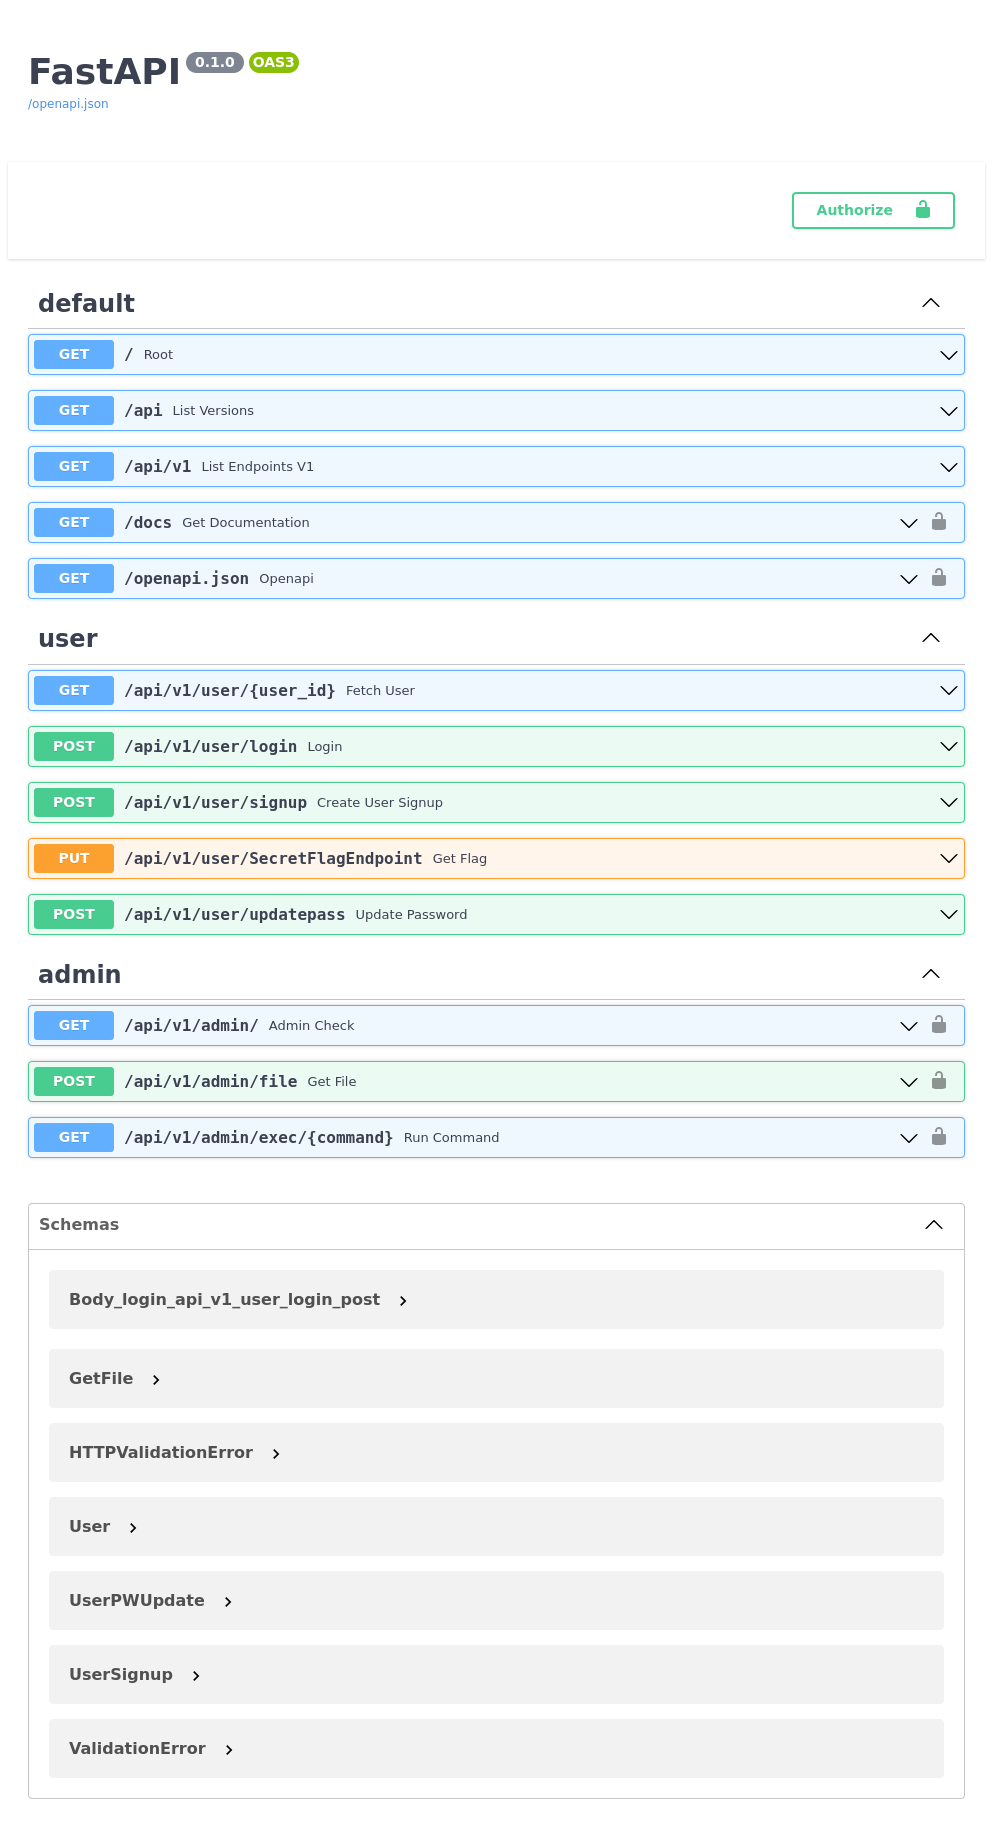 FastAPI 0.1.0 OAS3
/openapi.json
Authorize
default
GET / Root
GET /api List Versions
GET /api/v1 List Endpoints V1
GET /docs Get Documentation
GET /openapi.json Openapi
user
GET /api/v1/user/{user_id} Fetch User
POST /api/v1/user/login Login
POST /api/v1/user/signup Create User Signup
PUT /api/v1/user/SecretFlagEndpoint Get Flag
POST /api/v1/user/updatepass Update Password
admin
GET /api/v1/admin/ Admin Check
POST /api/v1/admin/file Get File
GET /api/v1/admin/exec/{command} Run Command
Schemas
Body_login_api_v1_user_login_post
GetFile
HTTPValidationError
User
UserPWUpdate
UserSignup
ValidationError